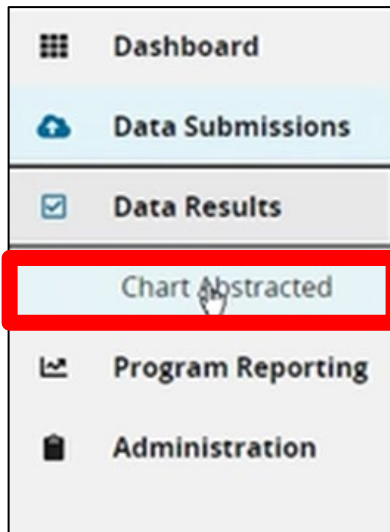 Dashboard
Data Submissions
Data Results
Chart Abstracted
Program Reporting
Administration